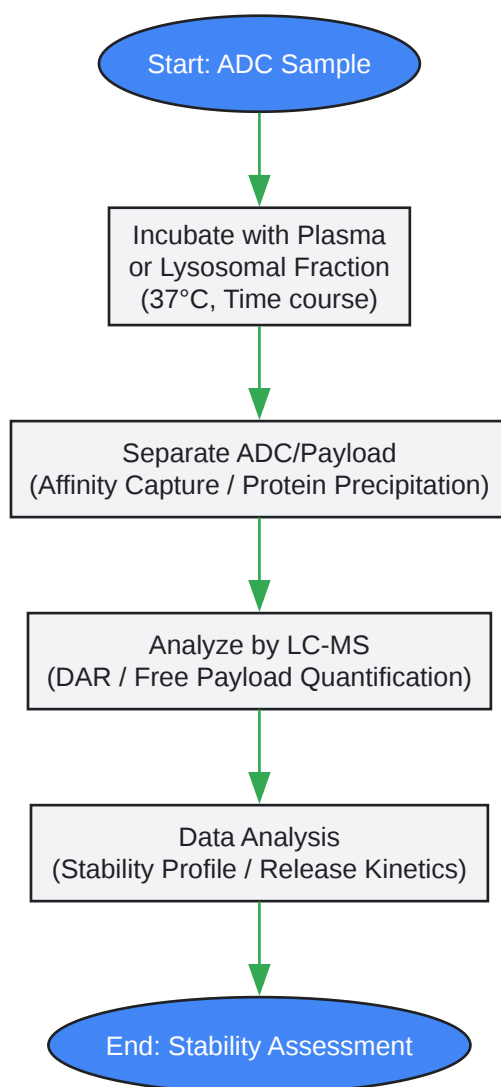 Start: ADC Sample
Incubate with Plasma
or Lysosomal Fraction
(37°C, Time course)
Separate ADC/Payload
(Affinity Capture / Protein Precipitation)
Analyze by LC-MS
(DAR / Free Payload Quantification)
Data Analysis
(Stability Profile / Release Kinetics)
End: Stability Assessment